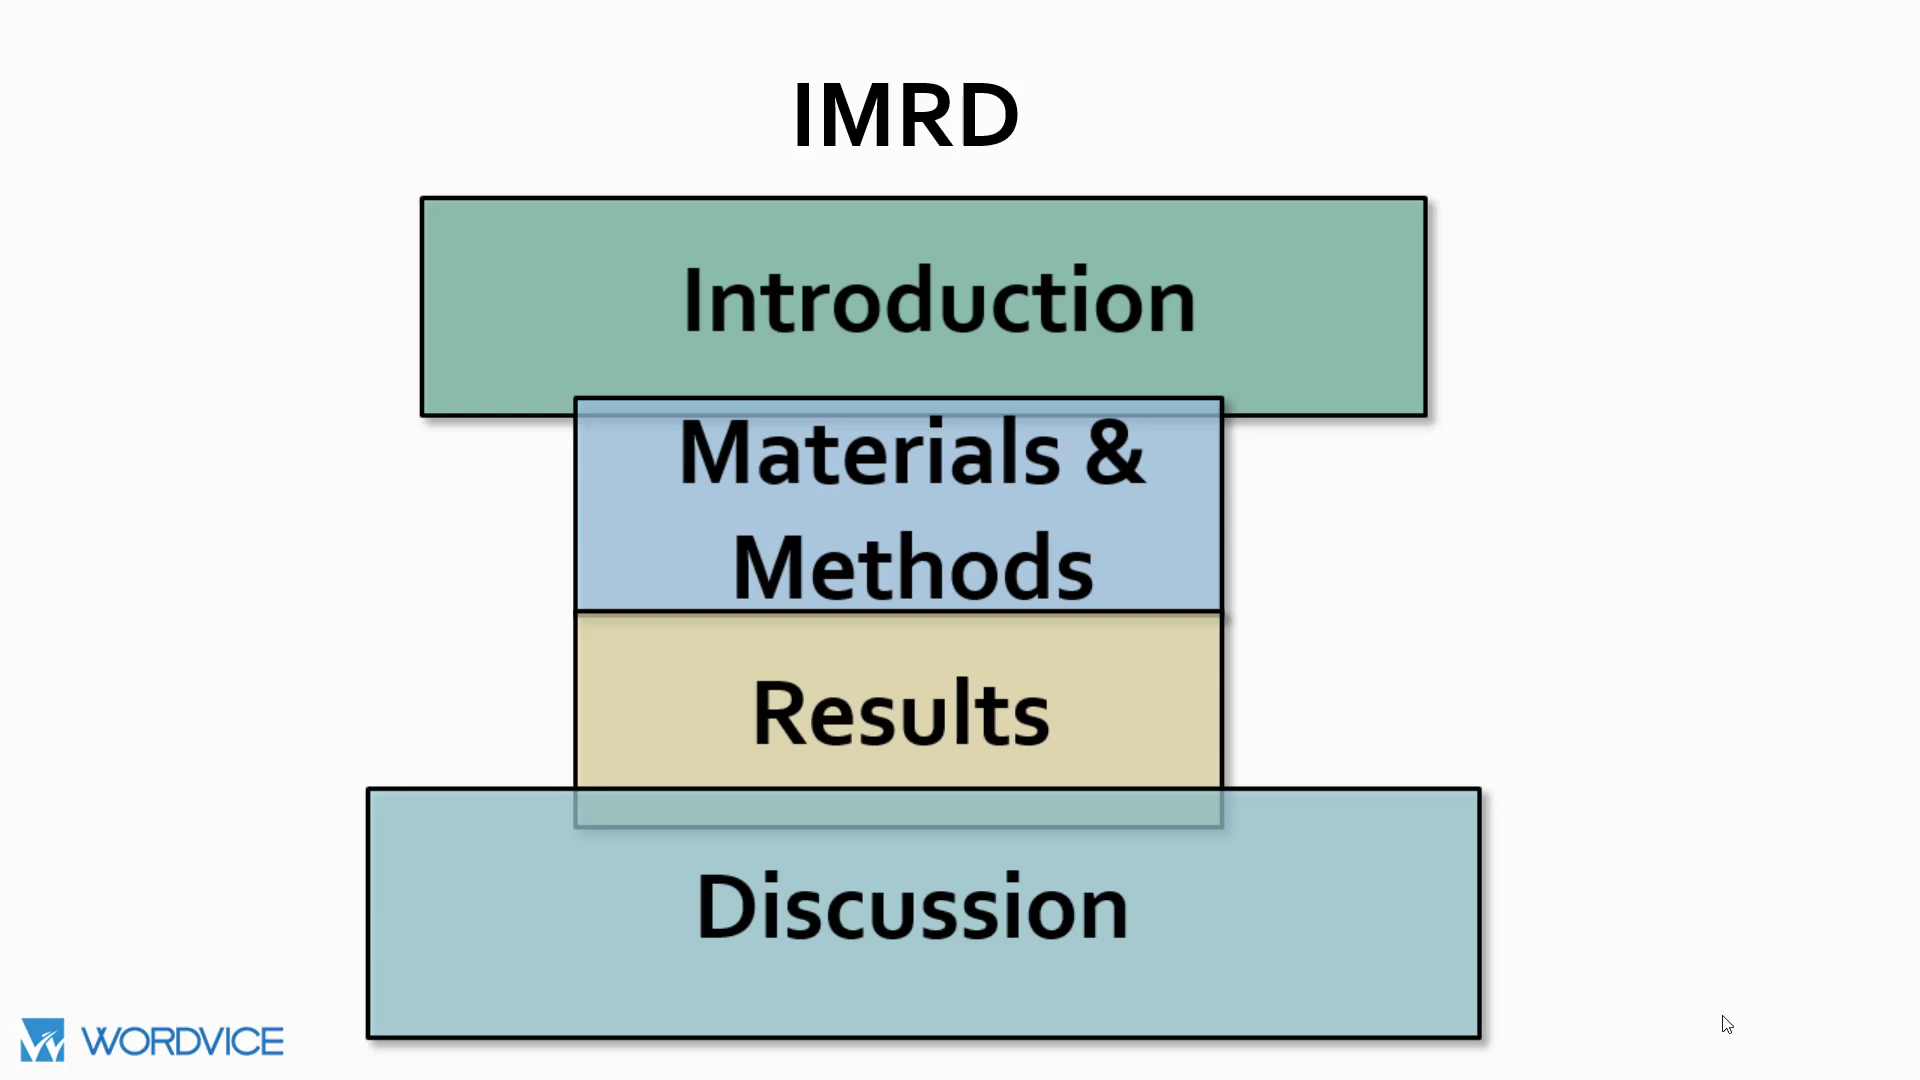 IMRD
Introduction
Materials &
Methods
Results
Discussion
WORDVICE